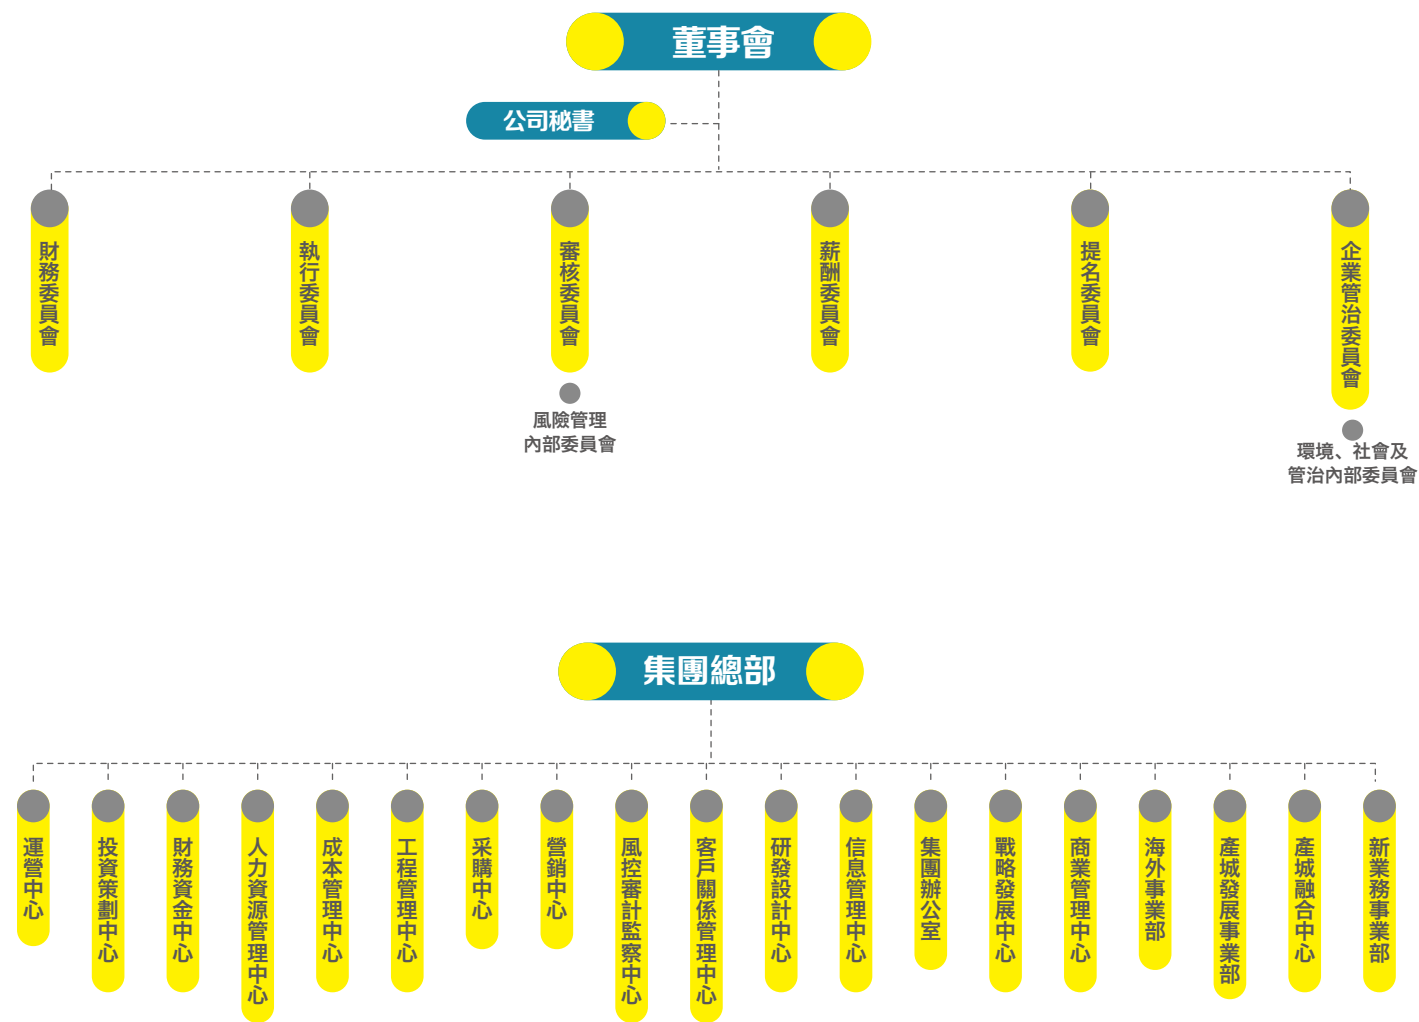 董事會
公司秘書
財務委員會
執行委員會
審核委員會
薪酬委員會
提名委員會
企業管治委員會
風險管理
內部委員會
環境、社會及
管治內部委員會
集團總部
運營中心
投資策劃中心
財務資金中心
人力資源管理中心
成本管理中心
工程管理中心
采購中心
營銷中心
風控審計監察中心
客戶關係管理中心
研發設計中心
信息管理中心
集團辦公室
戰略發展中心
商業管理中心
海外事業部
產城發展事業部
產城融合中心
新業務事業部